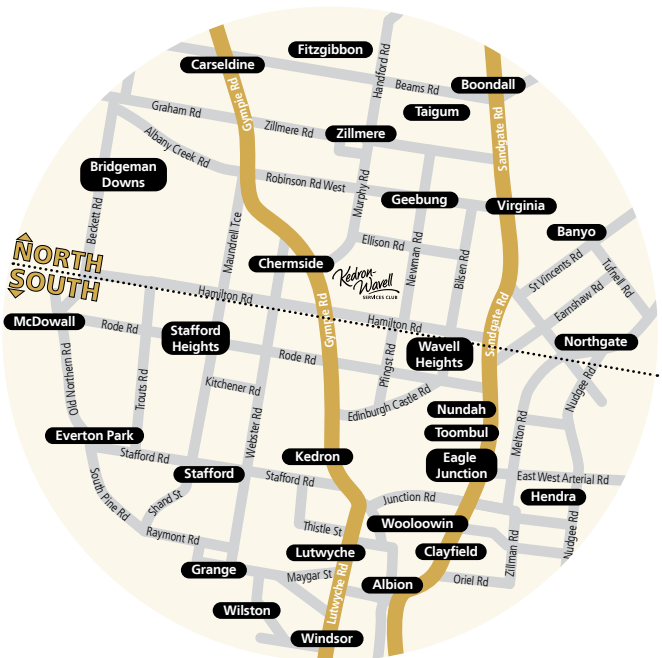 Fitzgibbon
Carseldine
Handford Rd
Boondall
Beams Rd
Gympie Rd
Taigum
Graham Rd
Zillmere Rd
Zillmere
Sandgate Rd
Albany Creek Rd
Bridgeman
Downs
Robinson Rd West
Murphy Rd
Geebung
Virginia
Beckett Rd
Maundrell Tce
Banyo
Ellison Rd
Newman Rd
Bilsen Rd
NORTH
SOUTH
Chermside
Kedron-
Wavell
SERVICES CLUB
St Vincents Rd
Tufnell Rd
Earnshaw Rd
Hamilton Rd
Gympie Rd
Hamilton Rd
Sandgate Rd
McDowall
Rode Rd
Stafford
Heights
Rode Rd
Wavell
Heights
Northgate
Old Northern Rd
Trouts Rd
Kitchener Rd
Pfingst Rd
Nudgee Rd
Webster Rd
Edinburgh Castle Rd
Nundah
Melton Rd
Everton Park
Toombul
Stafford Rd
Stafford
Stafford Rd
Kedron
Eagle
Junction
East West Arterial Rd
South Pine Rd
Shand St
Junction Rd
Hendra
Raymont Rd
Thistle St
Wooloowin
Nudgee Rd
Lutwyche
Clayfield
Zillman Rd
Grange
Maygar St
Lutwyche Rd
Albion
Oriel Rd
Wilston
Windsor